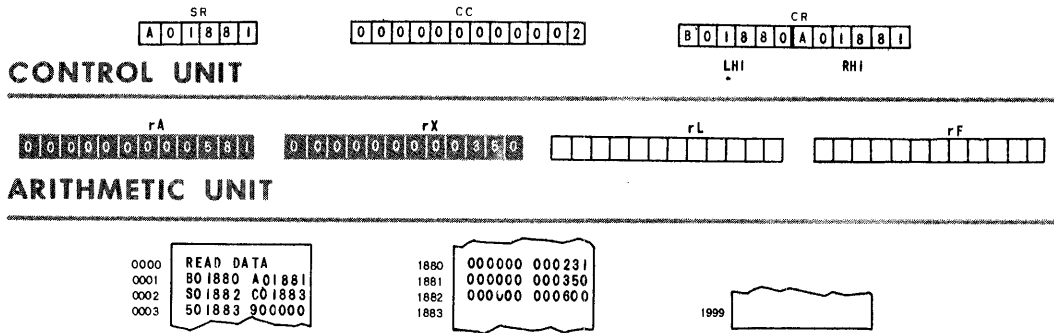 SR CC CR
A01881 000000000002 B01880A01881
LHI RHI
CONTROL UNIT
rA rX rL rF
000000000581 000000000350
ARITHMETIC UNIT
0000 READ DATA
0001 B01880 A01881
0002 S01882 C01883
0003 501883 900000
1880 000000 000231
1881 000000 000350
1882 000000 000600
1883
1999